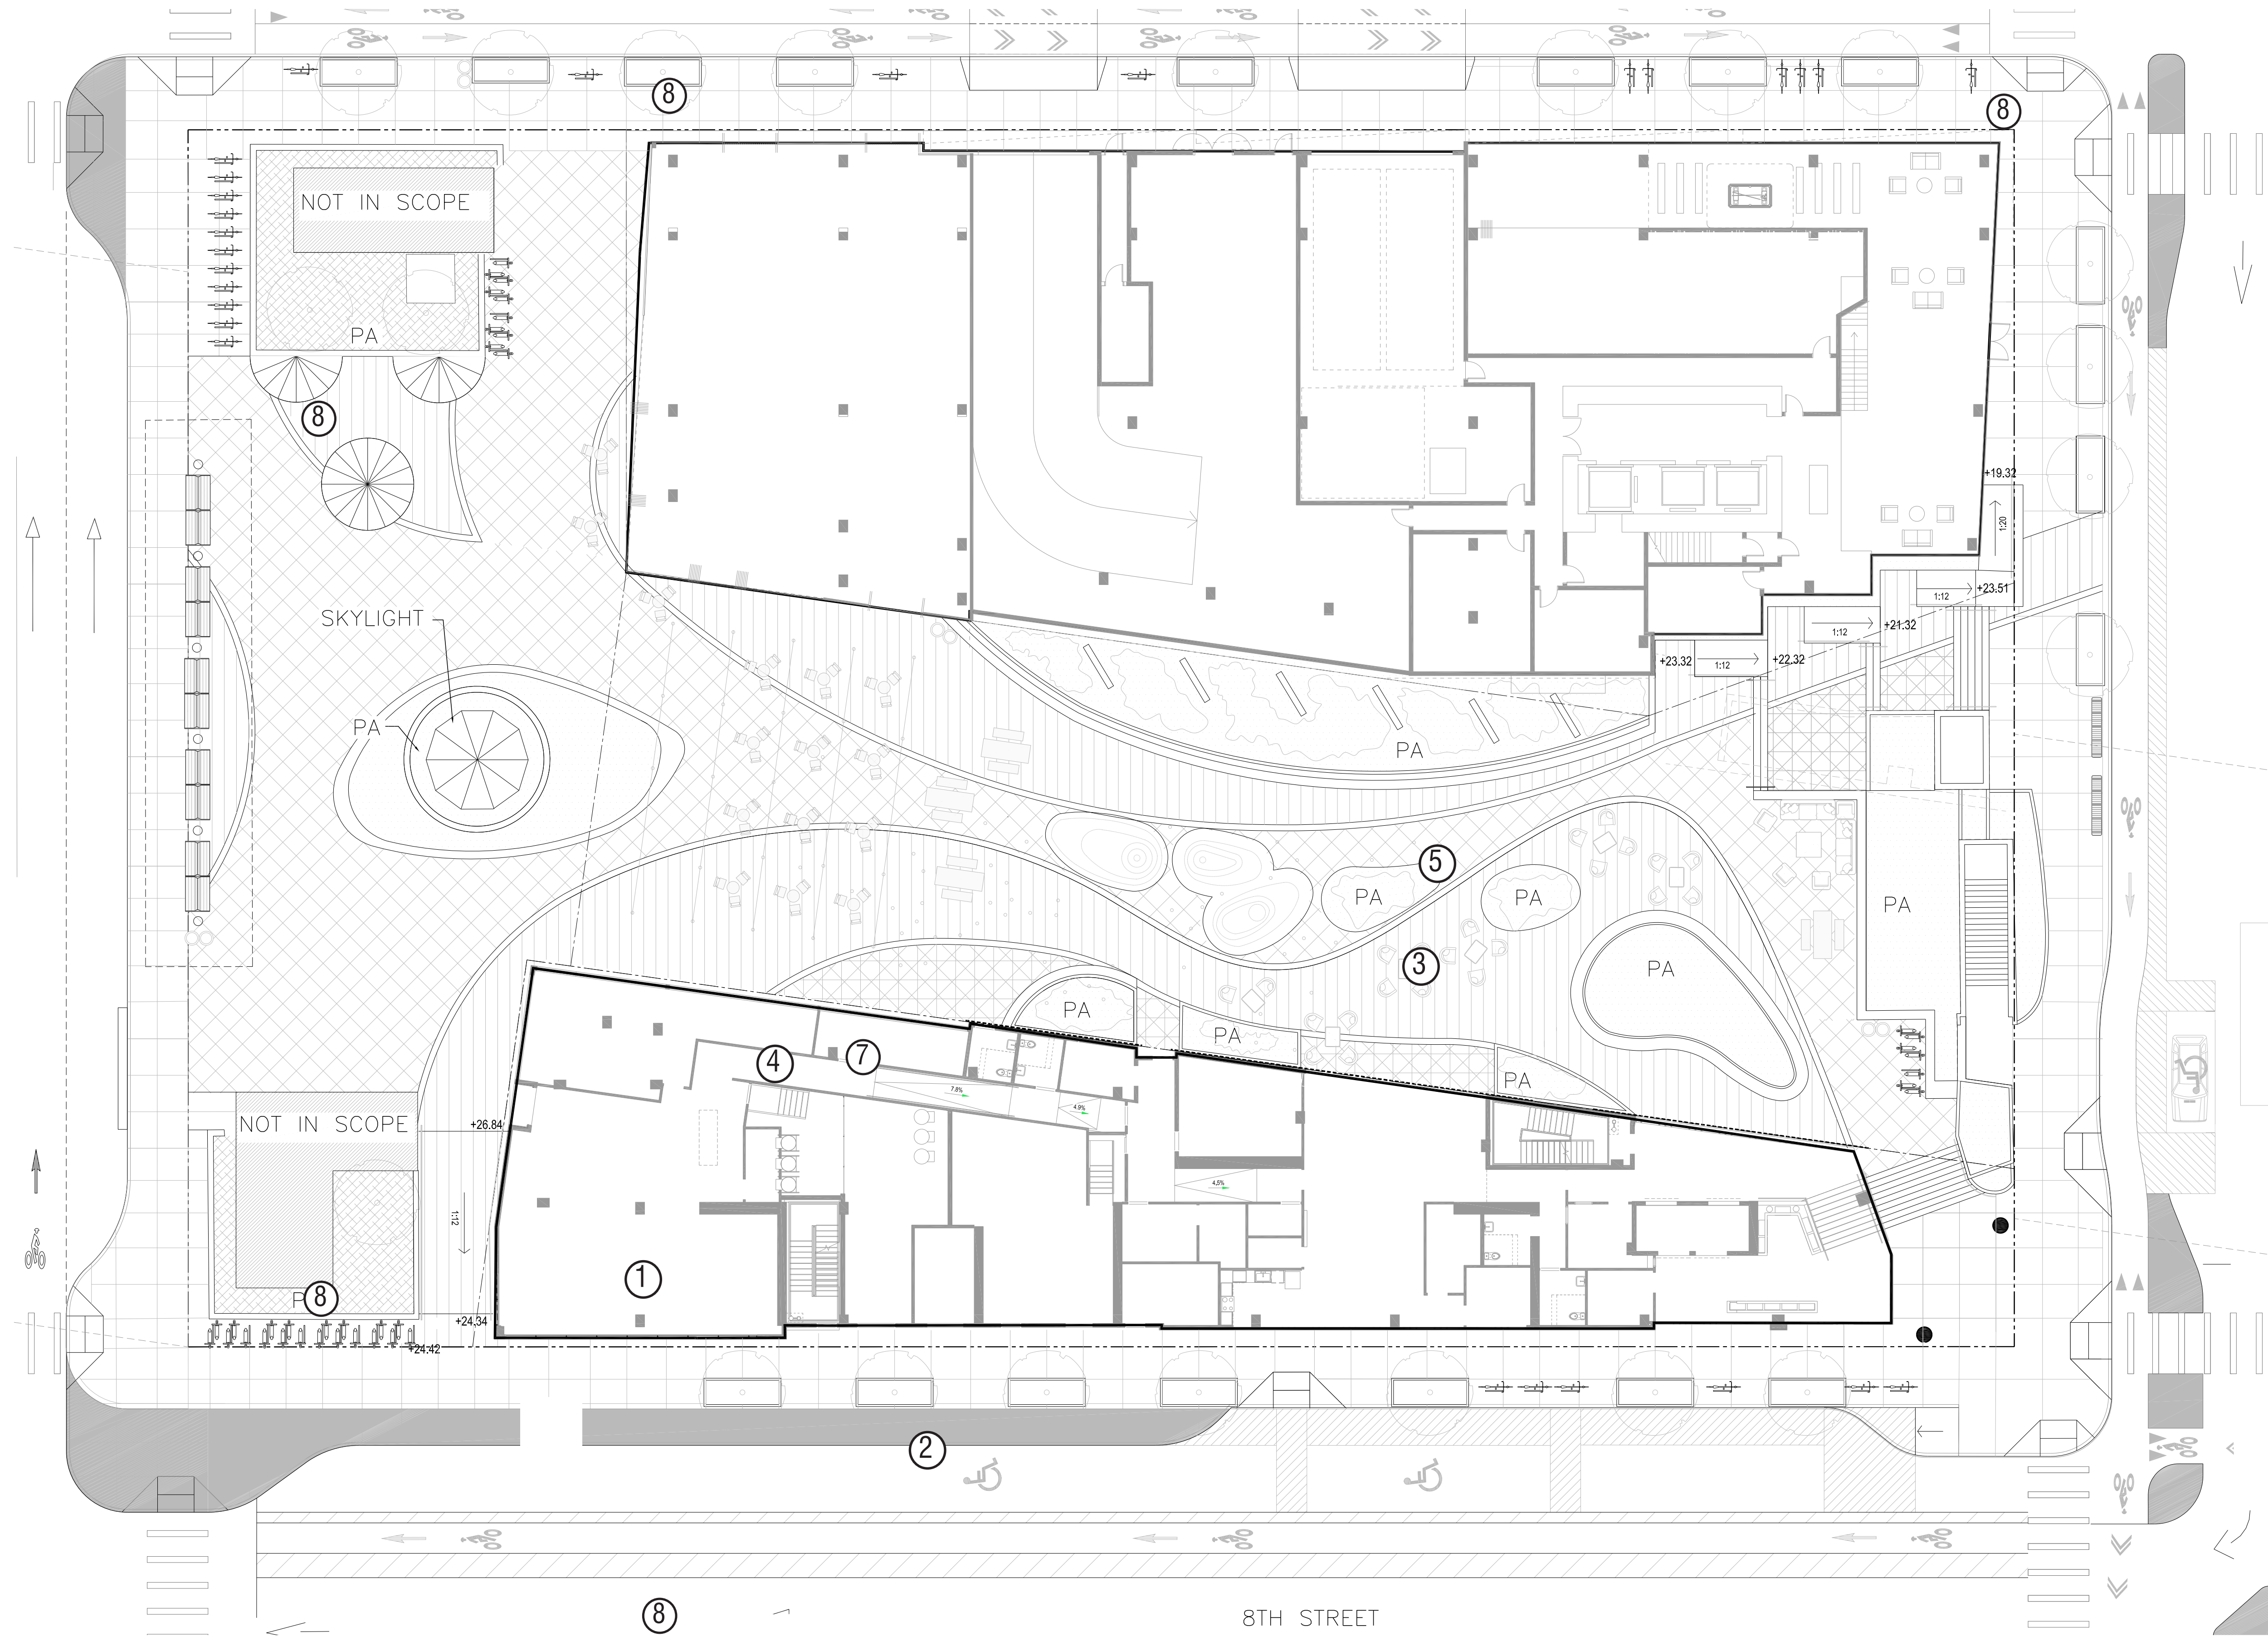 8
8
NOT IN SCOPE
PA
8
+19.32
1:20
SKYLIGHT
1:12
+23.51
1:12
+21.32
+23.32
1:12
+22.32
PA
PA
5
PA
PA
PA
3
PA
PA
PA
4
7
PA
7.8%
4.9%
NOT IN SCOPE
+26.84
4.5%
1:12
1
P
8
+24.34
+24.42
2
8
8TH STREET